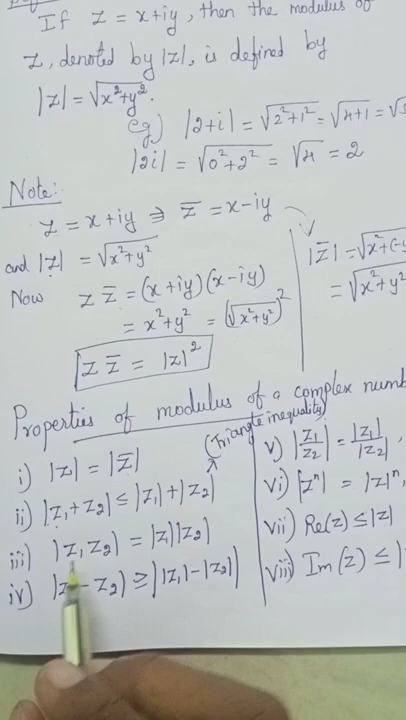 If z = x+iy, then the modulus of
z, denoted by |z|, is defined by
|z| = √x²+y².
eg) |2+i| = √2²+1² = √4+1 = √5
|2i| = √0²+2² = √4 = 2
Note:
z = x+iy ⇒ z̅ = x-iy
and |z| = √x²+y²
|z̅| = √x²+(-y
= √x²+y²
Now z z̅ = (x+iy)(x-iy)
= x²+y² = (√x²+y²)²
z z̅ = |z|²
Properties of modulus of a complex numb
(Triangle inequality)
i) |z| = |z̅|
ii) |z₁+z₂| ≤ |z₁|+|z₂|
iii) |z₁z₂| = |z₁||z₂|
iv) |z₁-z₂| ≥ ||z₁|-|z₂||
v) |z₁/z₂| = |z₁|/|z₂|,
vi) |zⁿ| = |z|ⁿ,
vii) Re(z) ≤ |z|
viii) Im(z) ≤ |